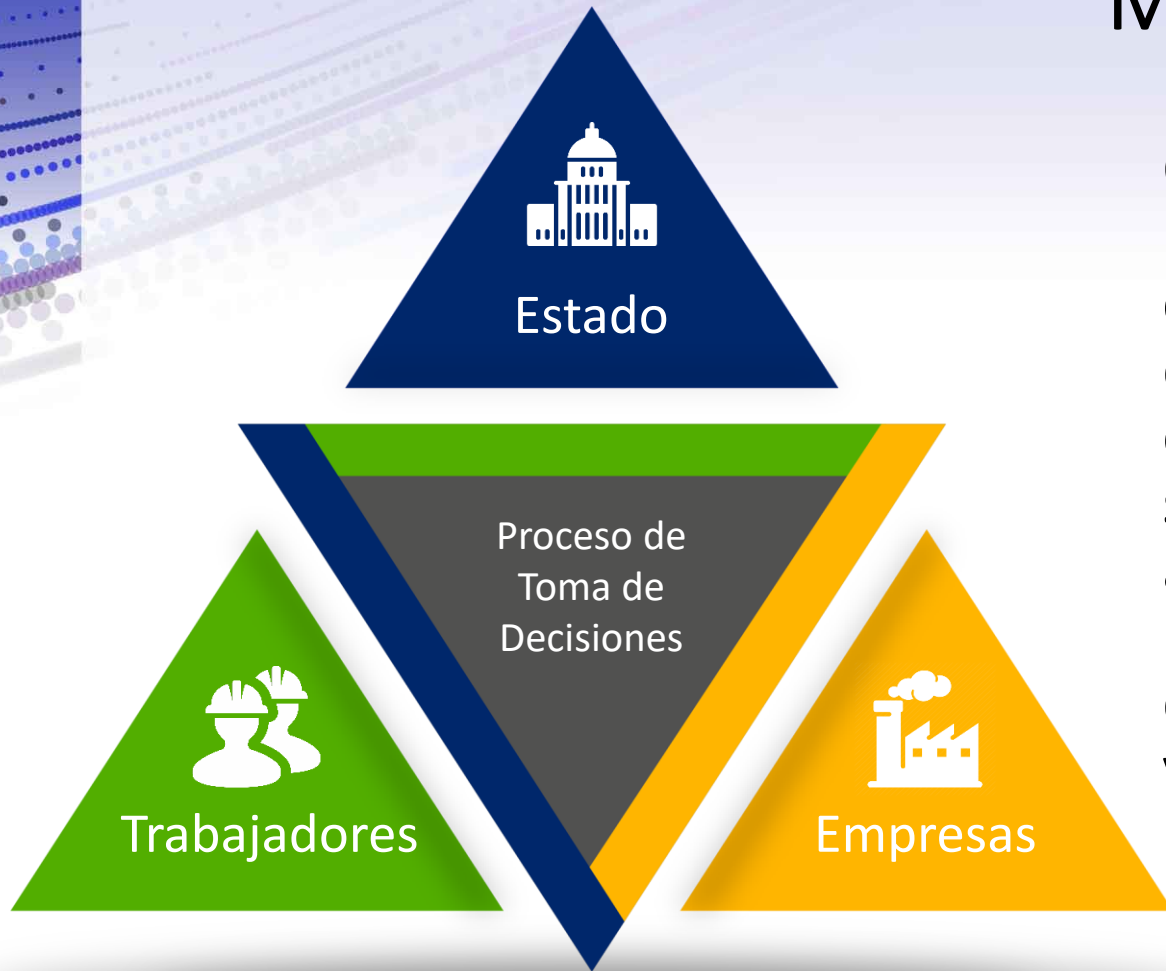 Estado
Proceso de
Toma de
Decisiones
Trabajadores
Empresas